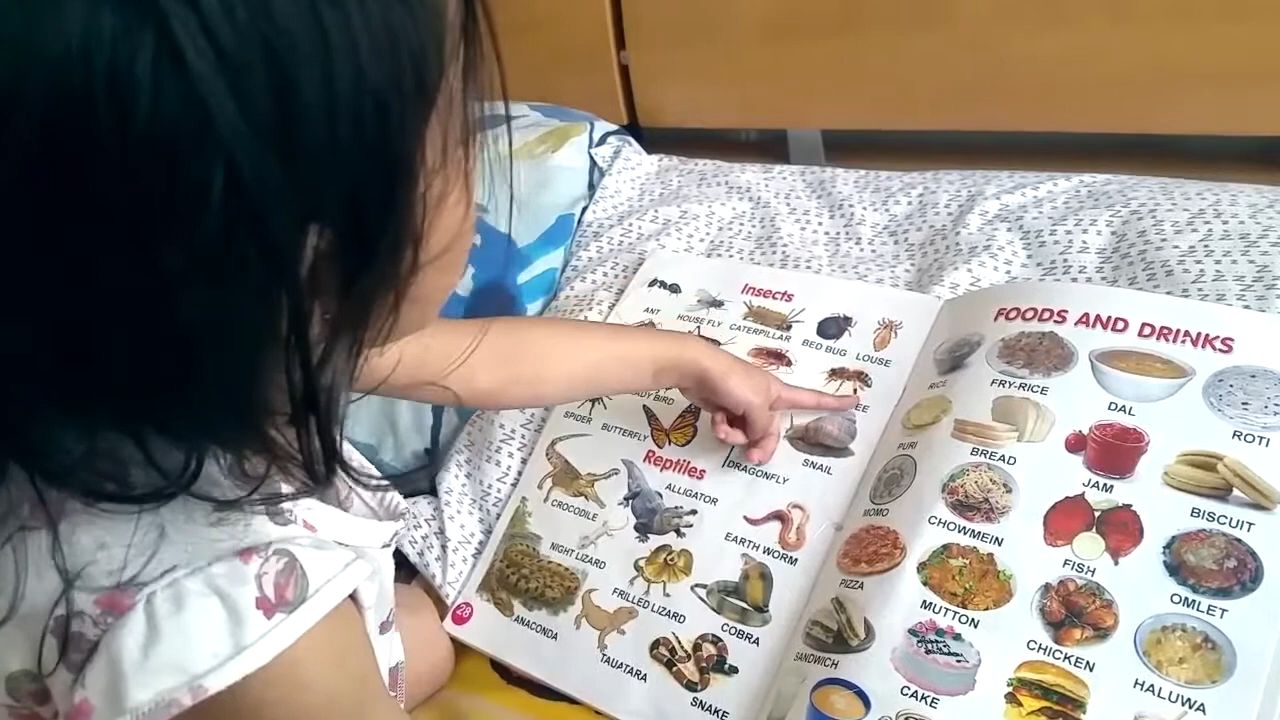 Insects
ANT HOUSE FLY CATERPILLAR BED BUG LOUSE
SPIDER BUTTERFLY DRAGONFLY SNAIL
Reptiles
CROCODILE ALLIGATOR
NIGHT LIZARD EARTH WORM
ANACONDA FRILLED LIZARD COBRA
TAUATARA SNAKE
28
FOODS AND DRINKS
RICE FRY-RICE DAL ROTI
PURI BREAD JAM BISCUIT
MOMO CHOWMEIN FISH OMLET
PIZZA MUTTON CHICKEN HALUWA
SANDWICH CAKE